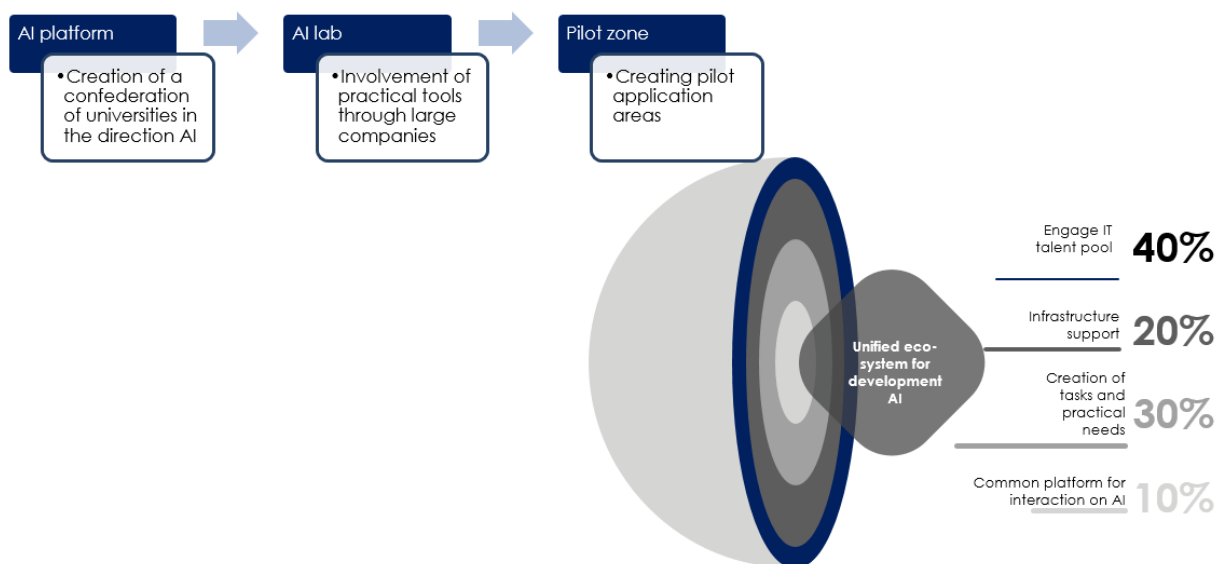 AI platform
•Creation of a
confederation
of universities in
the direction AI
AI lab
•Involvement of
practical tools
through large
companies
Pilot zone
•Creating pilot
application
areas
Engage IT
talent pool
40%
Infrastructure
support
20%
Creation of
tasks and
practical
needs
30%
Common platform for
interaction on AI
10%
Unified eco-
system for
development
AI